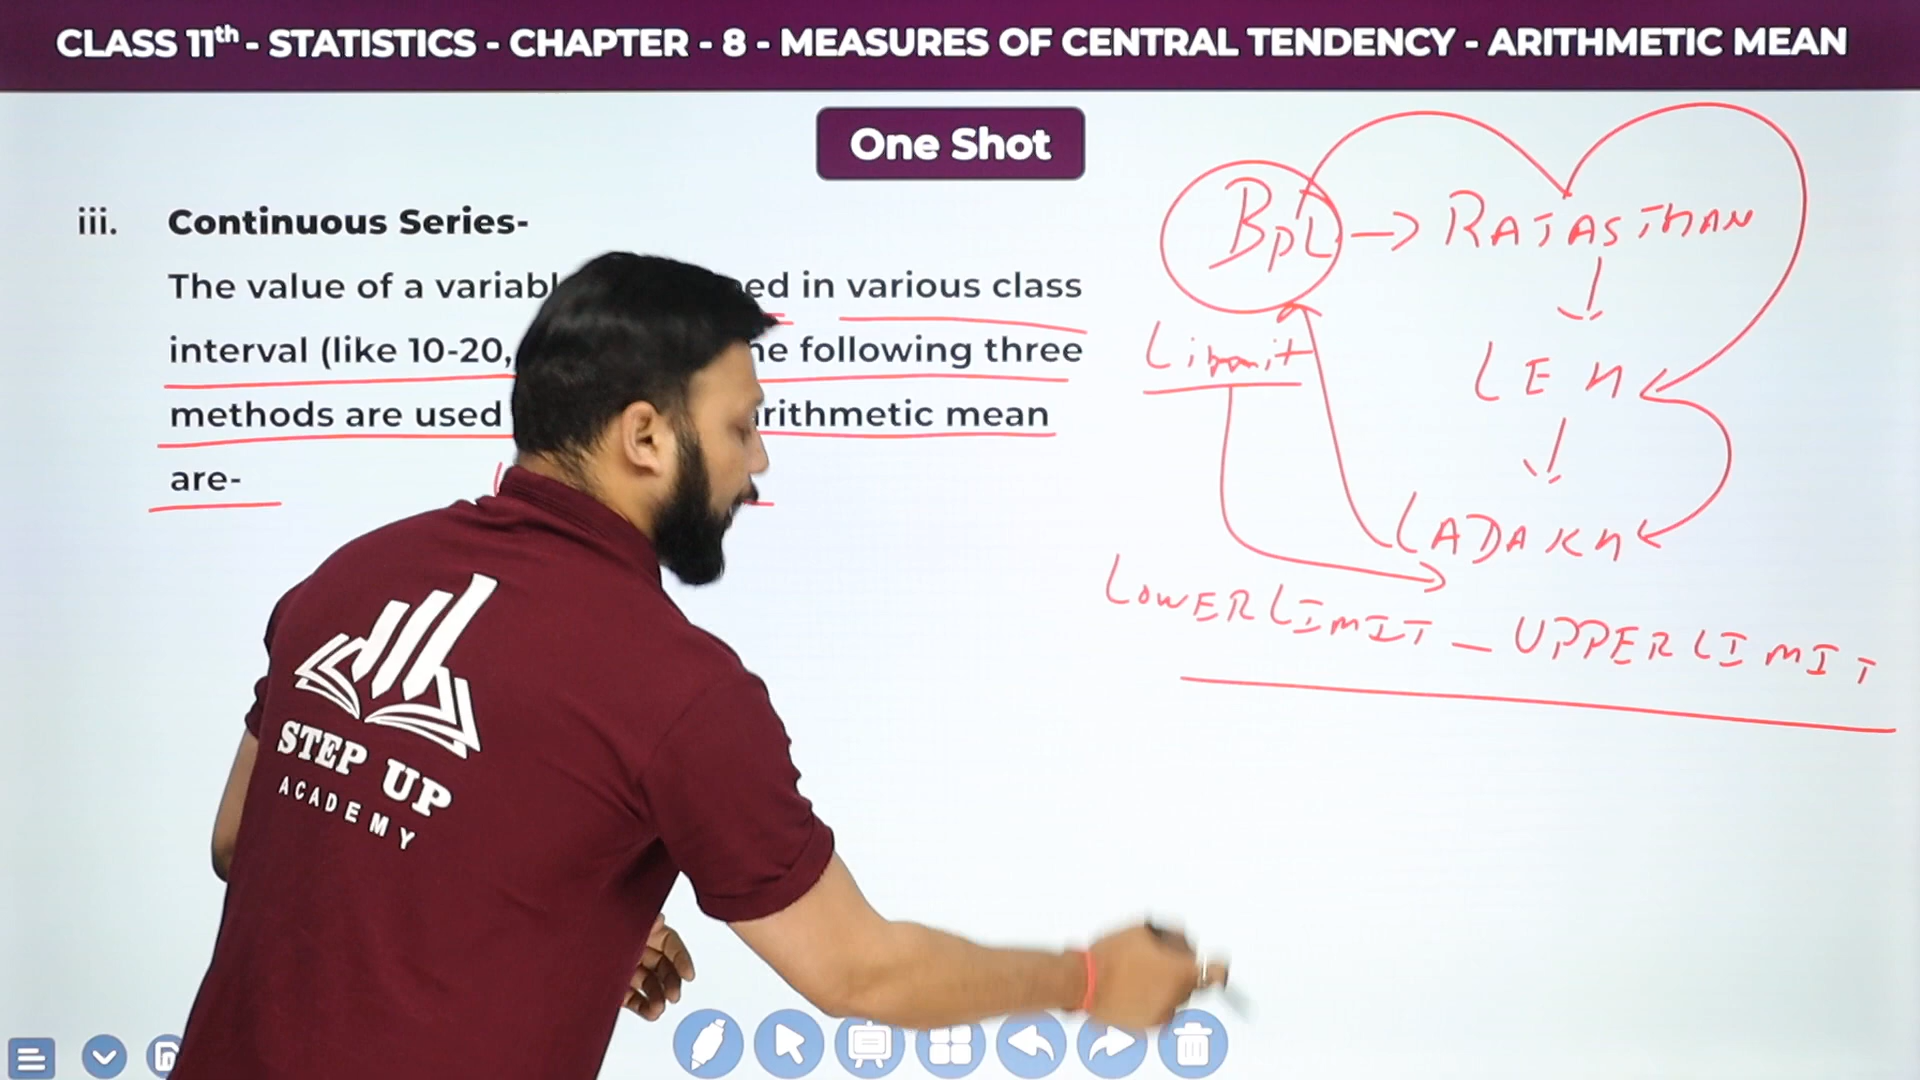 CLASS 11th - STATISTICS - CHAPTER - 8 - MEASURES OF CENTRAL TENDENCY - ARITHMETIC MEAN
One Shot
iii. Continuous Series-
The value of a variabl ed in various class
interval (like 10-20, he following three
methods are used rithmetic mean
are-
BPL → RAJASTHAN
Limit
LEH
LADAKH
LOWER LIMIT - UPPER LIMIT
STEP UP
ACADEMY